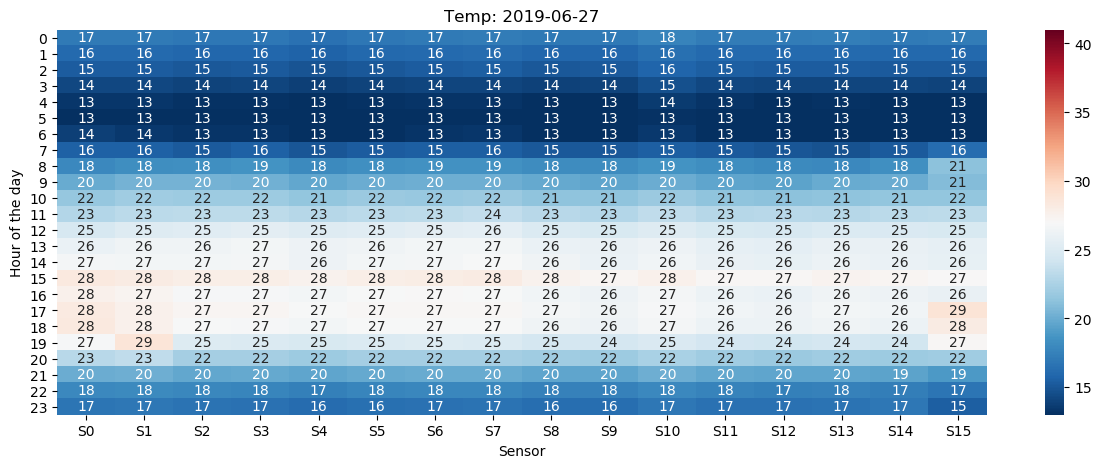 Temp: 2019-06-27
0 17 17 17 17 17 17 17 17 17 17 18 17 17 17 17 17
1 16 16 16 16 16 16 16 16 16 16 16 16 16 16 16 16
2 15 15 15 15 15 15 15 15 15 15 16 15 15 15 15 15
3 14 14 14 14 14 14 14 14 14 14 15 14 14 14 14 14
4 13 13 13 13 13 13 13 13 13 13 14 13 13 13 13 13
5 13 13 13 13 13 13 13 13 13 13 13 13 13 13 13 13
6 14 14 13 13 13 13 13 13 13 13 13 13 13 13 13 13
7 16 16 15 16 15 15 15 16 15 15 15 15 15 15 15 16
8 18 18 18 19 18 18 19 19 18 18 19 18 18 18 18 21
9 20 20 20 20 20 20 20 20 20 20 20 20 20 20 20 21
10 22 22 22 22 21 22 22 22 21 21 22 21 21 21 21 22
11 23 23 23 23 23 23 23 24 23 23 23 23 23 23 23 23
12 25 25 25 25 25 25 25 26 25 25 25 25 25 25 25 25
13 26 26 26 27 26 26 27 27 26 26 26 26 26 26 26 26
14 27 27 27 27 26 27 27 27 26 26 27 26 26 26 26 26
15 28 28 28 28 28 28 28 28 28 27 28 27 27 27 27 27
16 28 27 27 27 27 27 27 27 26 26 27 26 26 26 26 26
17 28 28 27 27 27 27 27 27 27 26 27 26 26 27 26 29
18 28 28 27 27 27 27 27 27 26 26 27 26 26 26 26 28
19 27 29 25 25 25 25 25 25 25 24 25 24 24 24 24 27
20 23 23 22 22 22 22 22 22 22 22 22 22 22 22 22 22
21 20 20 20 20 20 20 20 20 20 20 20 20 20 20 19 19
22 18 18 18 18 17 18 18 18 18 18 18 18 17 18 17 17
23 17 17 17 17 16 16 17 17 16 16 17 17 17 17 17 15
S0 S1 S2 S3 S4 S5 S6 S7 S8 S9 S10 S11 S12 S13 S14 S15
Sensor
Hour of the day
40
35
30
25
20
15